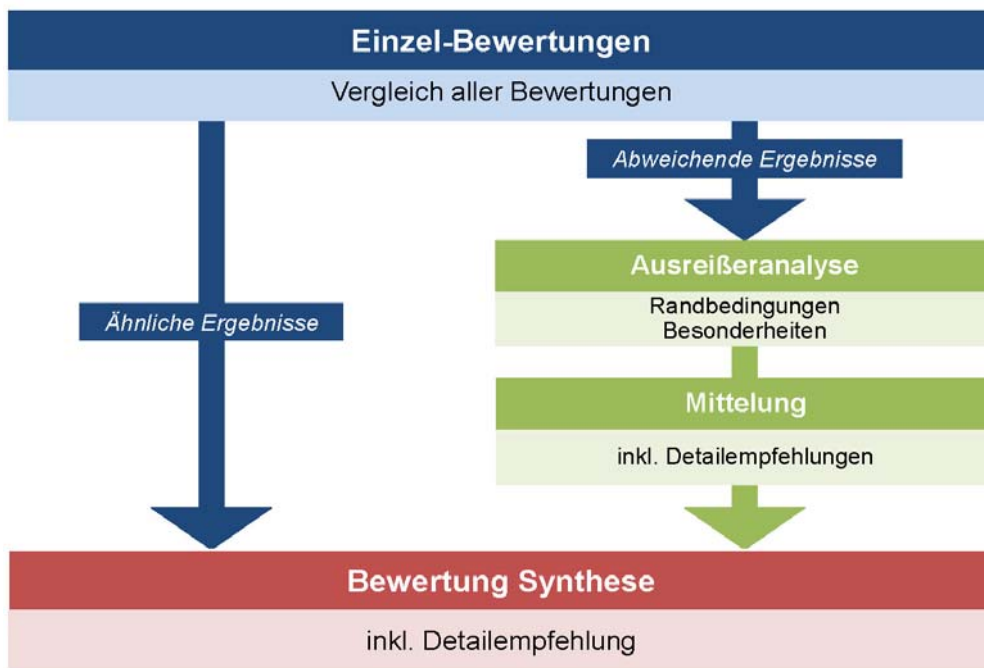 Einzel-Bewertungen
Vergleich aller Bewertungen
Abweichende Ergebnisse
Ausreißeranalyse
Randbedingungen
Besonderheiten
Ähnliche Ergebnisse
Mittelung
inkl. Detailempfehlungen
Bewertung Synthese
inkl. Detailempfehlung